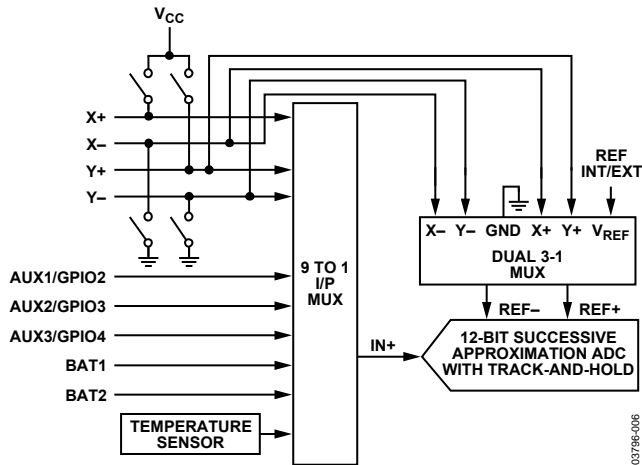 VCC
X+
X–
Y+
Y–
AUX1/GPIO2
AUX2/GPIO3
AUX3/GPIO4
BAT1
BAT2
TEMPERATURE
SENSOR
9 TO 1
I/P
MUX
IN+
REF
INT/EXT
X– Y– GND X+ Y+ VREF
DUAL 3-1
MUX
REF– REF+
12-BIT SUCCESSIVE
APPROXIMATION ADC
WITH TRACK-AND-HOLD
03796-006